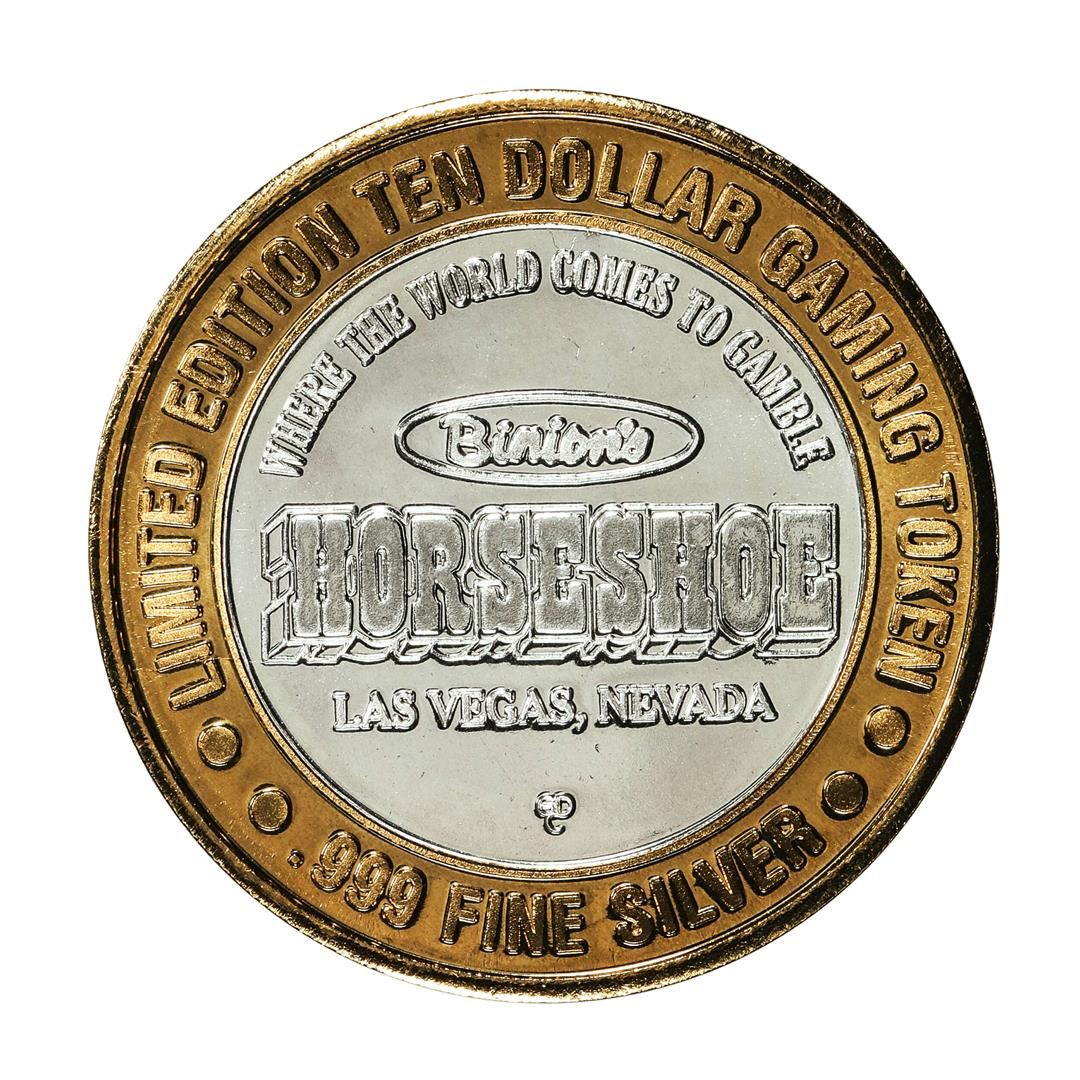 LIMITED EDITION TEN DOLLAR GAMING TOKEN
WHERE THE WORLD COMES TO GAMBLE
Binion's
HORSESHOE
LAS VEGAS, NEVADA
.999 FINE SILVER